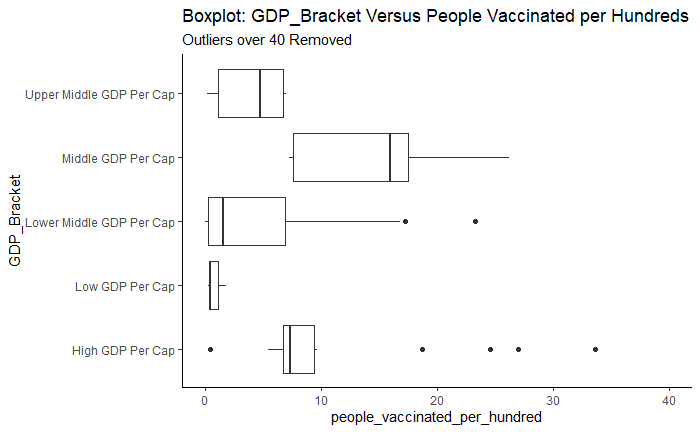 Boxplot: GDP_Bracket Versus People Vaccinated per Hundreds
Outliers over 40 Removed
GDP_Bracket
Upper Middle GDP Per Cap
Middle GDP Per Cap
Lower Middle GDP Per Cap
Low GDP Per Cap
High GDP Per Cap
0 10 20 30 40
people_vaccinated_per_hundred